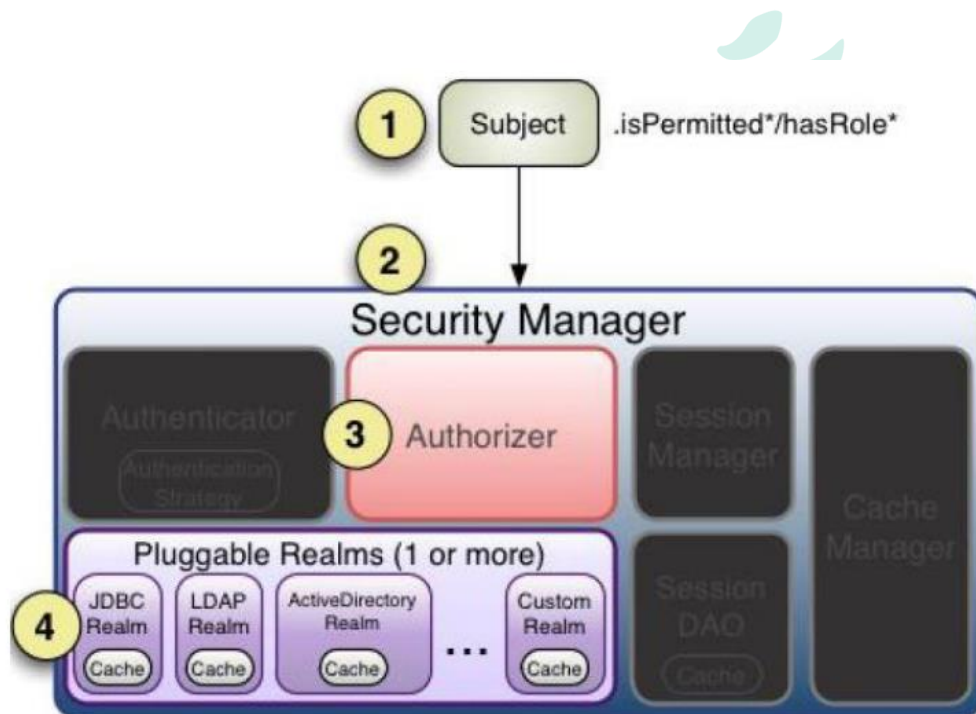 1
Subject
.isPermitted*/hasRole*
2
Security Manager
Authenticator
Authentication
Strategy
3
Authorizer
Session
Manager
Cache
Manager
Pluggable Realms (1 or more)
4
JDBC
Realm
Cache
LDAP
Realm
Cache
ActiveDirectory
Realm
Cache
...
Custom
Realm
Cache
Session
DAO
Cache